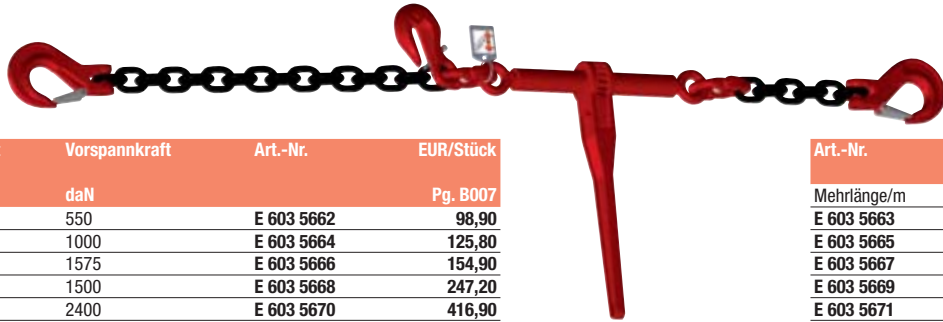 Vorspannkraft Art.-Nr. EUR/Stück
daN Pg. B007
550 E 603 5662 98,90
1000 E 603 5664 125,80
1575 E 603 5666 154,90
1500 E 603 5668 247,20
2400 E 603 5670 416,90
Art.-Nr.
Mehrlänge/m
E 603 5663
E 603 5665
E 603 5667
E 603 5669
E 603 5671